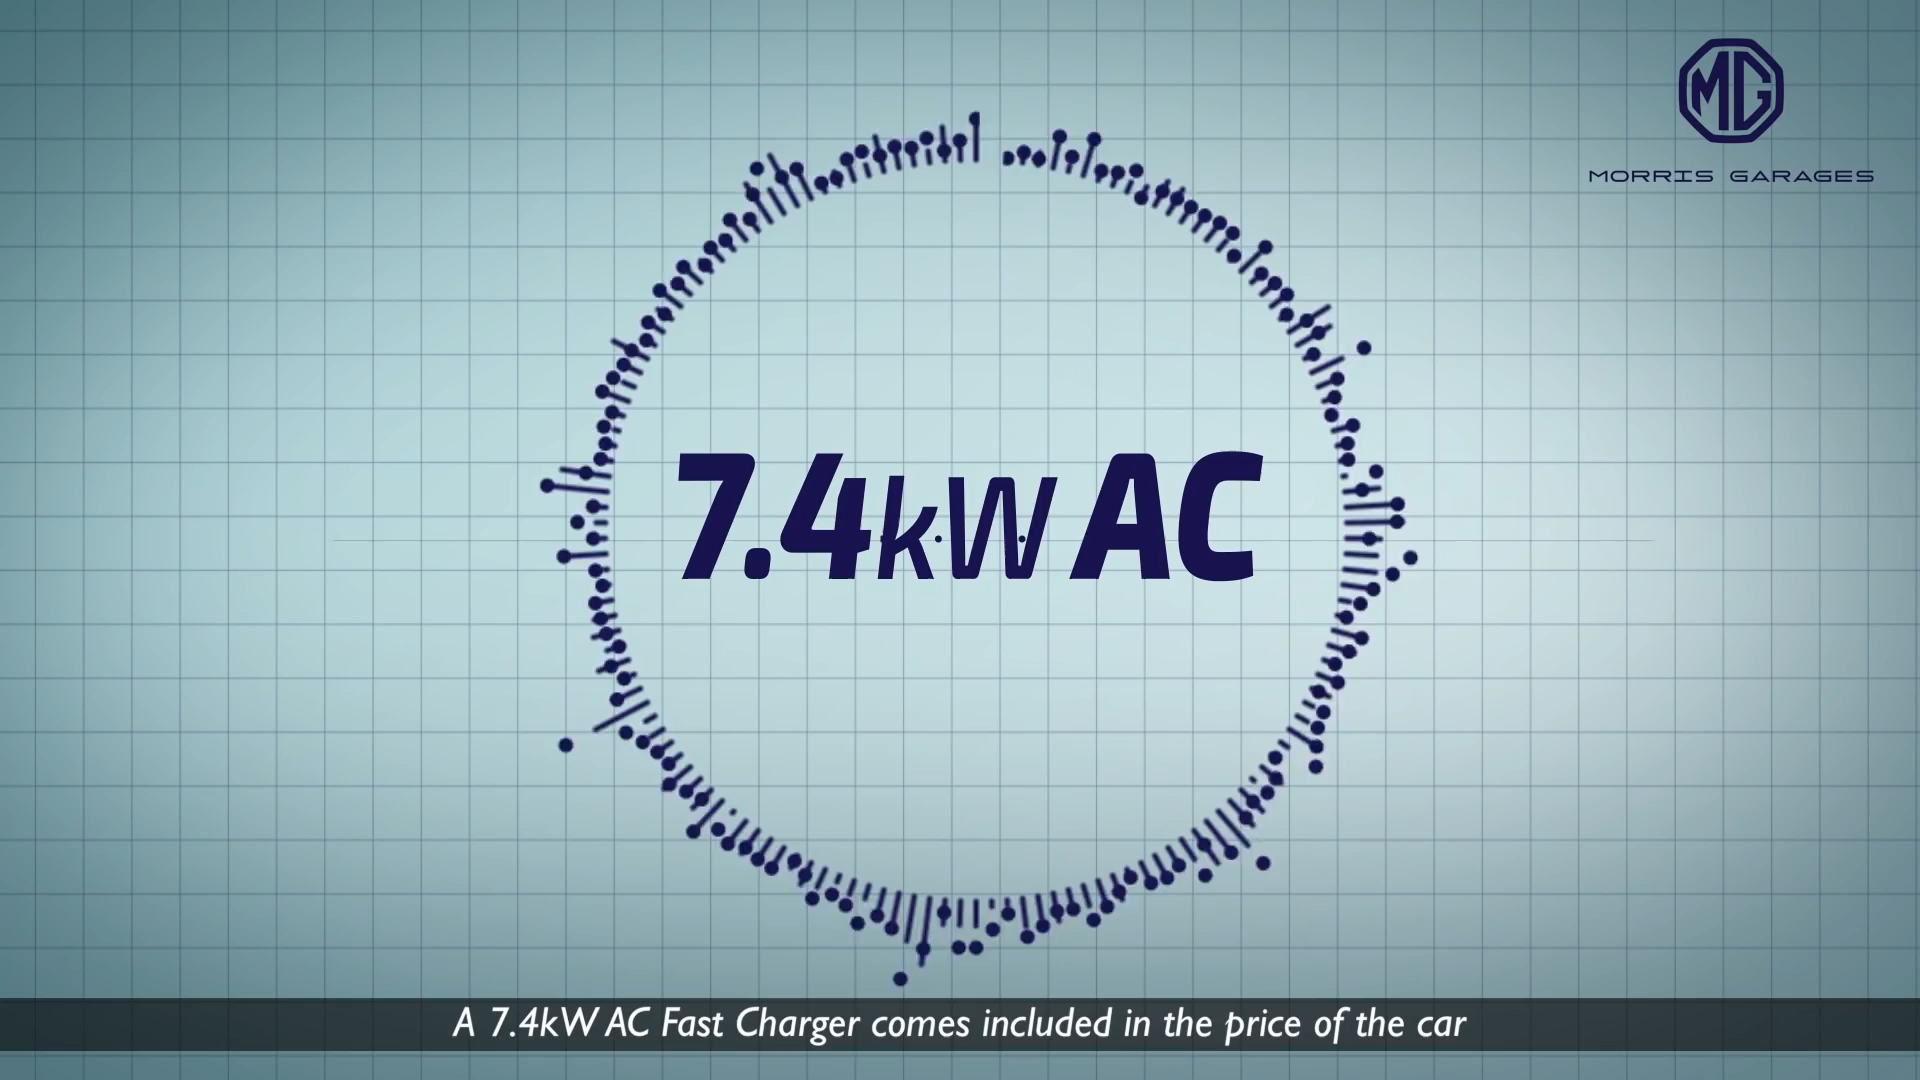 MG
MORRIS GARAGES
7.4kW AC
A 7.4kW AC Fast Charger comes included in the price of the car